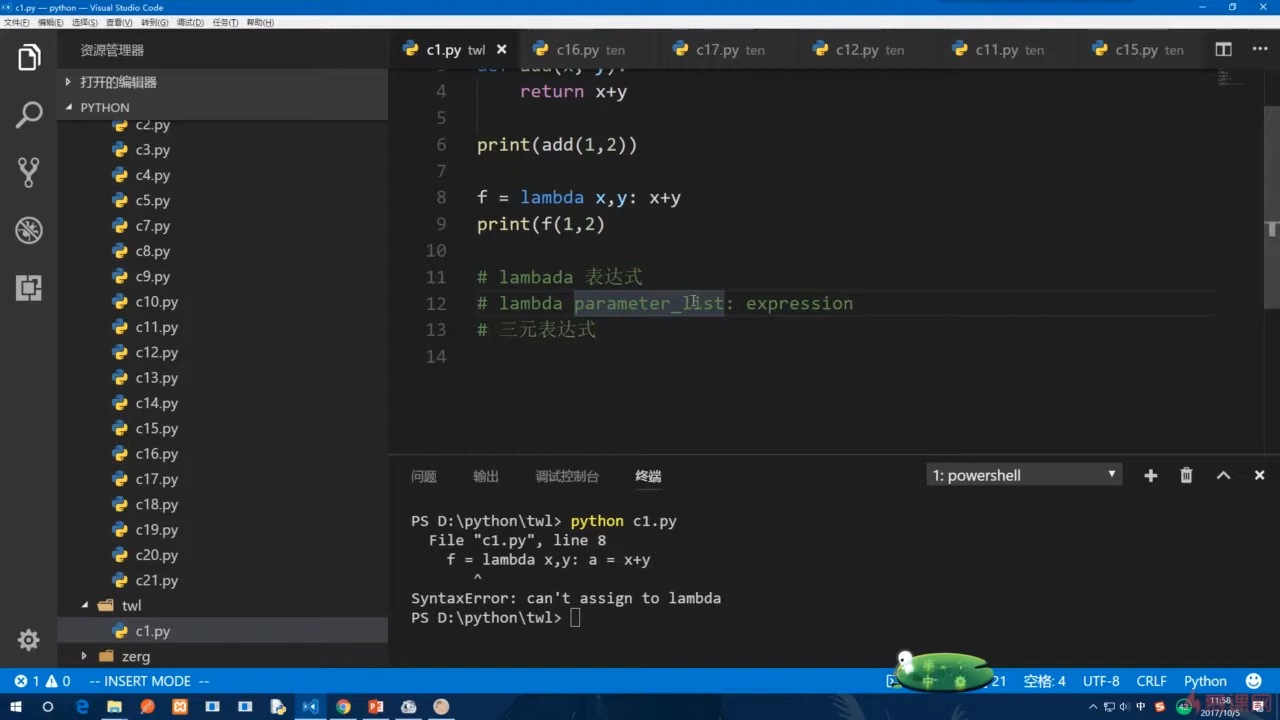 c1.py — python — Visual Studio Code
文件(F) 编辑(E) 选择(S) 查看(V) 转到(G) 调试(D) 任务(T) 帮助(H)
资源管理器
c1.py twl
c16.py ten
c17.py ten
c12.py ten
c11.py ten
c15.py ten
打开的编辑器
PYTHON
c2.py
c3.py
c4.py
c5.py
c7.py
c8.py
c9.py
c10.py
c11.py
c12.py
c13.py
c14.py
c15.py
c16.py
c17.py
c18.py
c19.py
c20.py
c21.py
twl
c1.py
zerg
3 def add(x, y):
4 return x+y
5
6 print(add(1,2))
7
8 f = lambda x,y: x+y
9 print(f(1,2)
10
11 # lambada 表达式
12 # lambda parameter_list: expression
13 # 三元表达式
14
问题 输出 调试控制台 终端
1: powershell
PS D:\python\twl> python c1.py
File "c1.py", line 8
f = lambda x,y: a = x+y
^
SyntaxError: can't assign to lambda
PS D:\python\twl>
1 0 -- INSERT MODE --
21 空格: 4 UTF-8 CRLF Python
中
11:58
2017/10/5